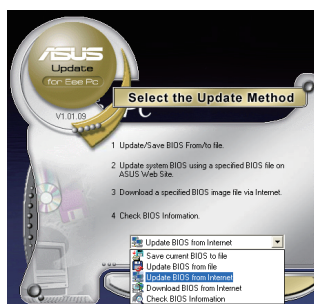 ASUS
Update
for Eee Pc
V1.01.09
Select the Update Method
1 Update/Save BIOS From/to file.
2 Update system BIOS using a specified BIOS file on
ASUS Web Site.
3 Download a specified BIOS image file via Internet.
4 Check BIOS Information.
Update BIOS from Internet
Save current BIOS to file
Update BIOS from file
Update BIOS from Internet
Download BIOS from Internet
Check BIOS Information